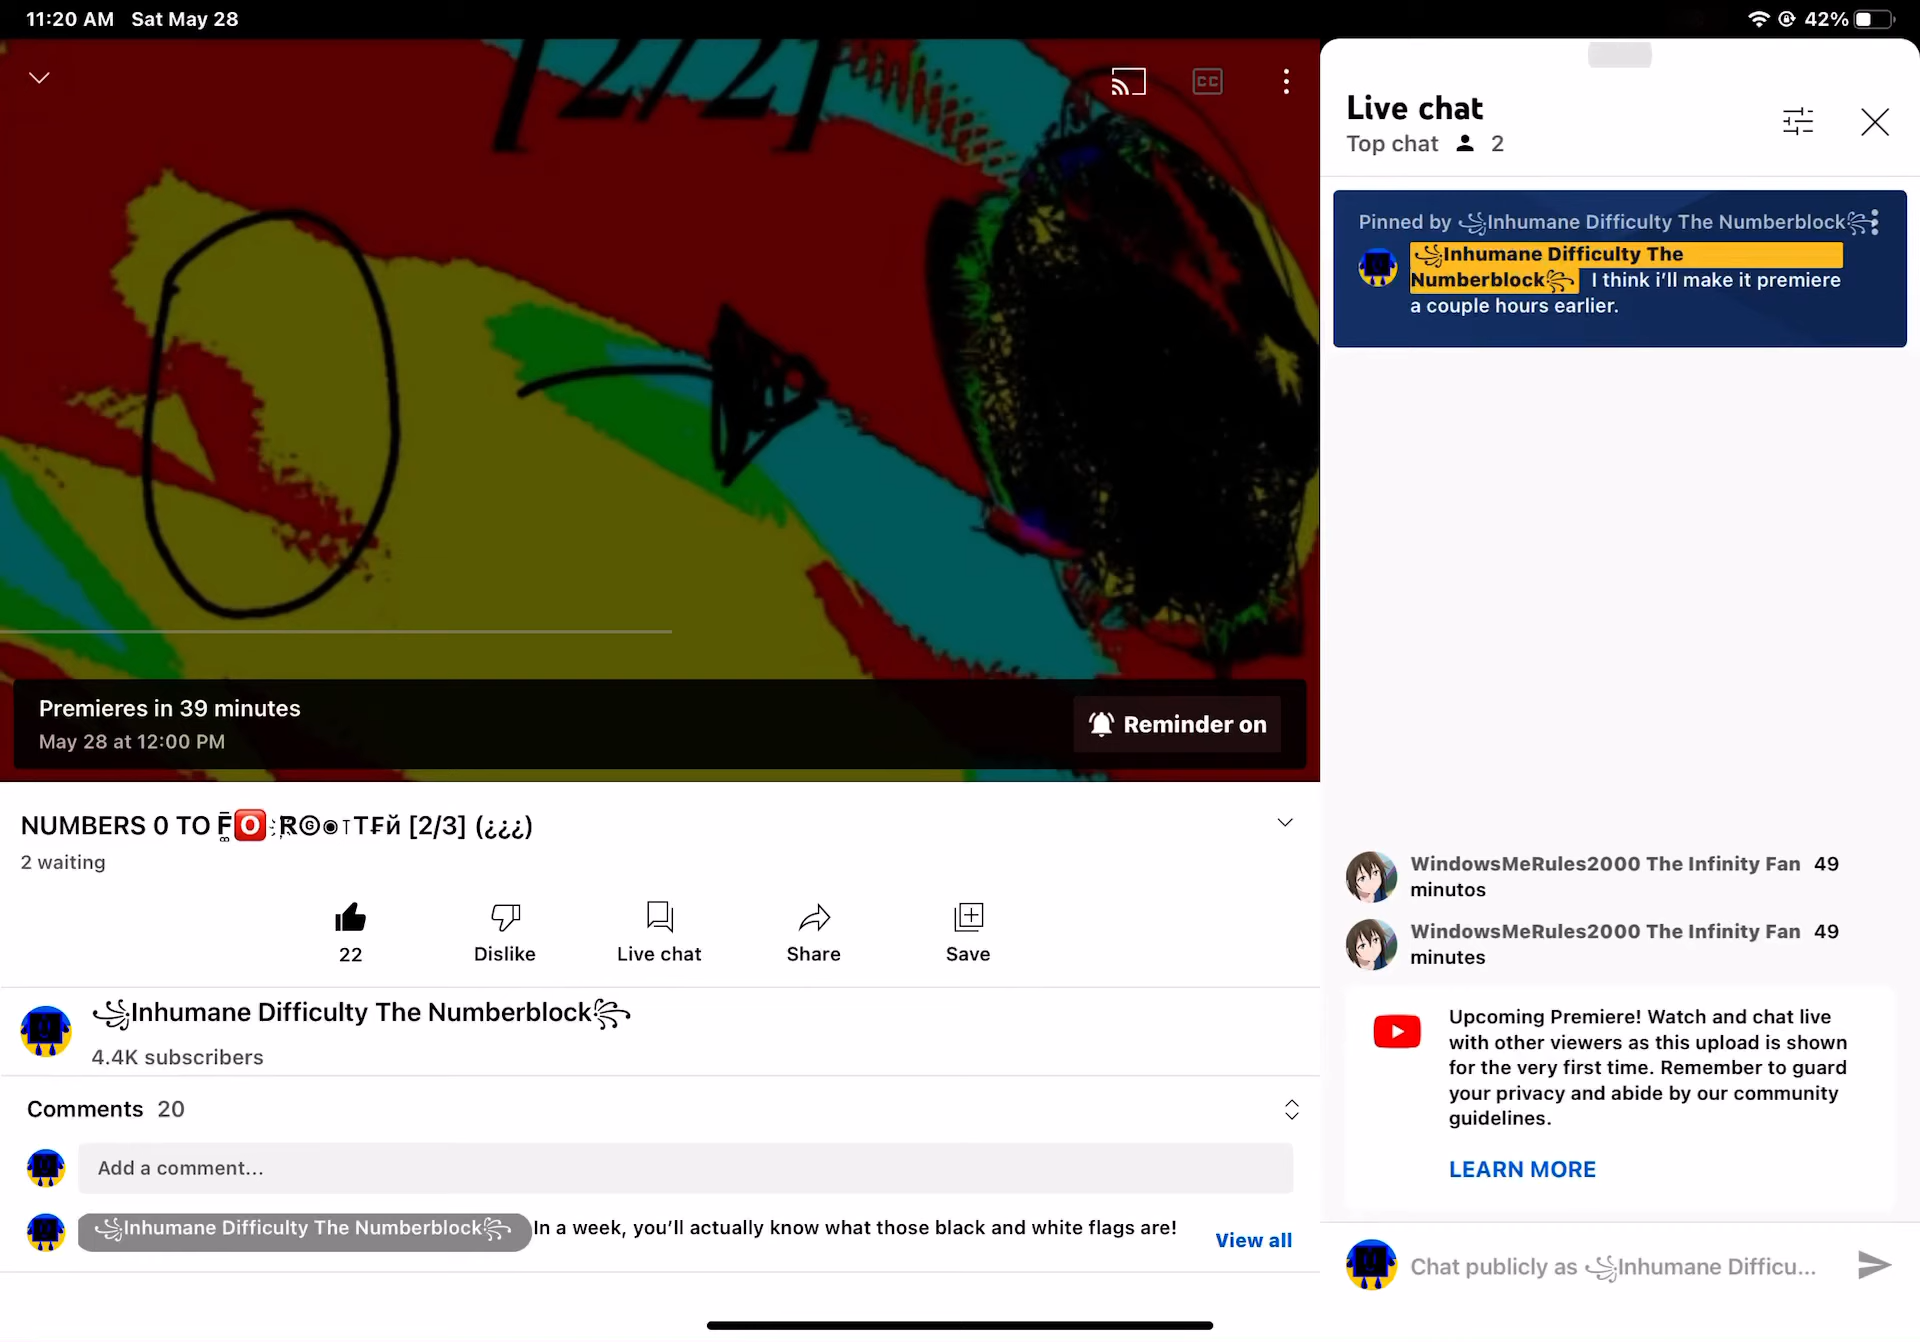 11:20 AM Sat May 28
42%
[2/2]
CC
Premieres in 39 minutes
May 28 at 12:00 PM
Reminder on
NUMBERS 0 TO F🅾️R©◉TTFй [2/3] (¿¿¿)
2 waiting
22
Dislike
Live chat
Share
Save
꧁Inhumane Difficulty The Numberblock꧂
4.4K subscribers
Comments 20
Add a comment...
꧁Inhumane Difficulty The Numberblock꧂ In a week, you’ll actually know what those black and white flags are!
View all
Live chat
Top chat 2
Pinned by ꧁Inhumane Difficulty The Numberblock꧂
꧁Inhumane Difficulty The
Numberblock꧂ I think i’ll make it premiere
a couple hours earlier.
WindowsMeRules2000 The Infinity Fan 49
minutos
WindowsMeRules2000 The Infinity Fan 49
minutes
Upcoming Premiere! Watch and chat live
with other viewers as this upload is shown
for the very first time. Remember to guard
your privacy and abide by our community
guidelines.
LEARN MORE
Chat publicly as ꧁Inhumane Difficu...